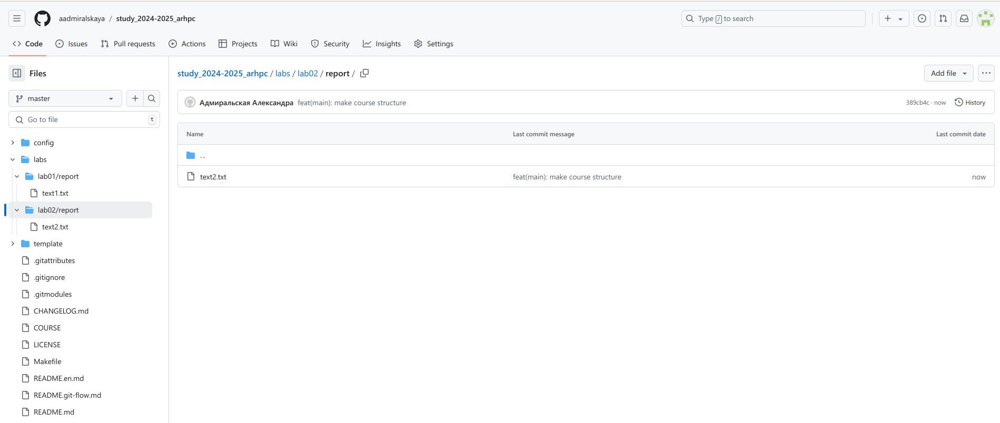 aadmiralskaya / study_2024-2025_arhpc
Type / to search
Code Issues Pull requests Actions Projects Wiki Security Insights Settings
Files
master
Go to file t
config
labs
lab01/report
text1.txt
lab02/report
text2.txt
template
.gitattributes
.gitignore
.gitmodules
CHANGELOG.md
COURSE
LICENSE
Makefile
README.en.md
README.git-flow.md
README.md
study_2024-2025_arhpc / labs / lab02 / report /
Add file
Адмиральская Александра feat(main): make course structure
389cb4c · now History
Name Last commit message Last commit date
..
text2.txt feat(main): make course structure now